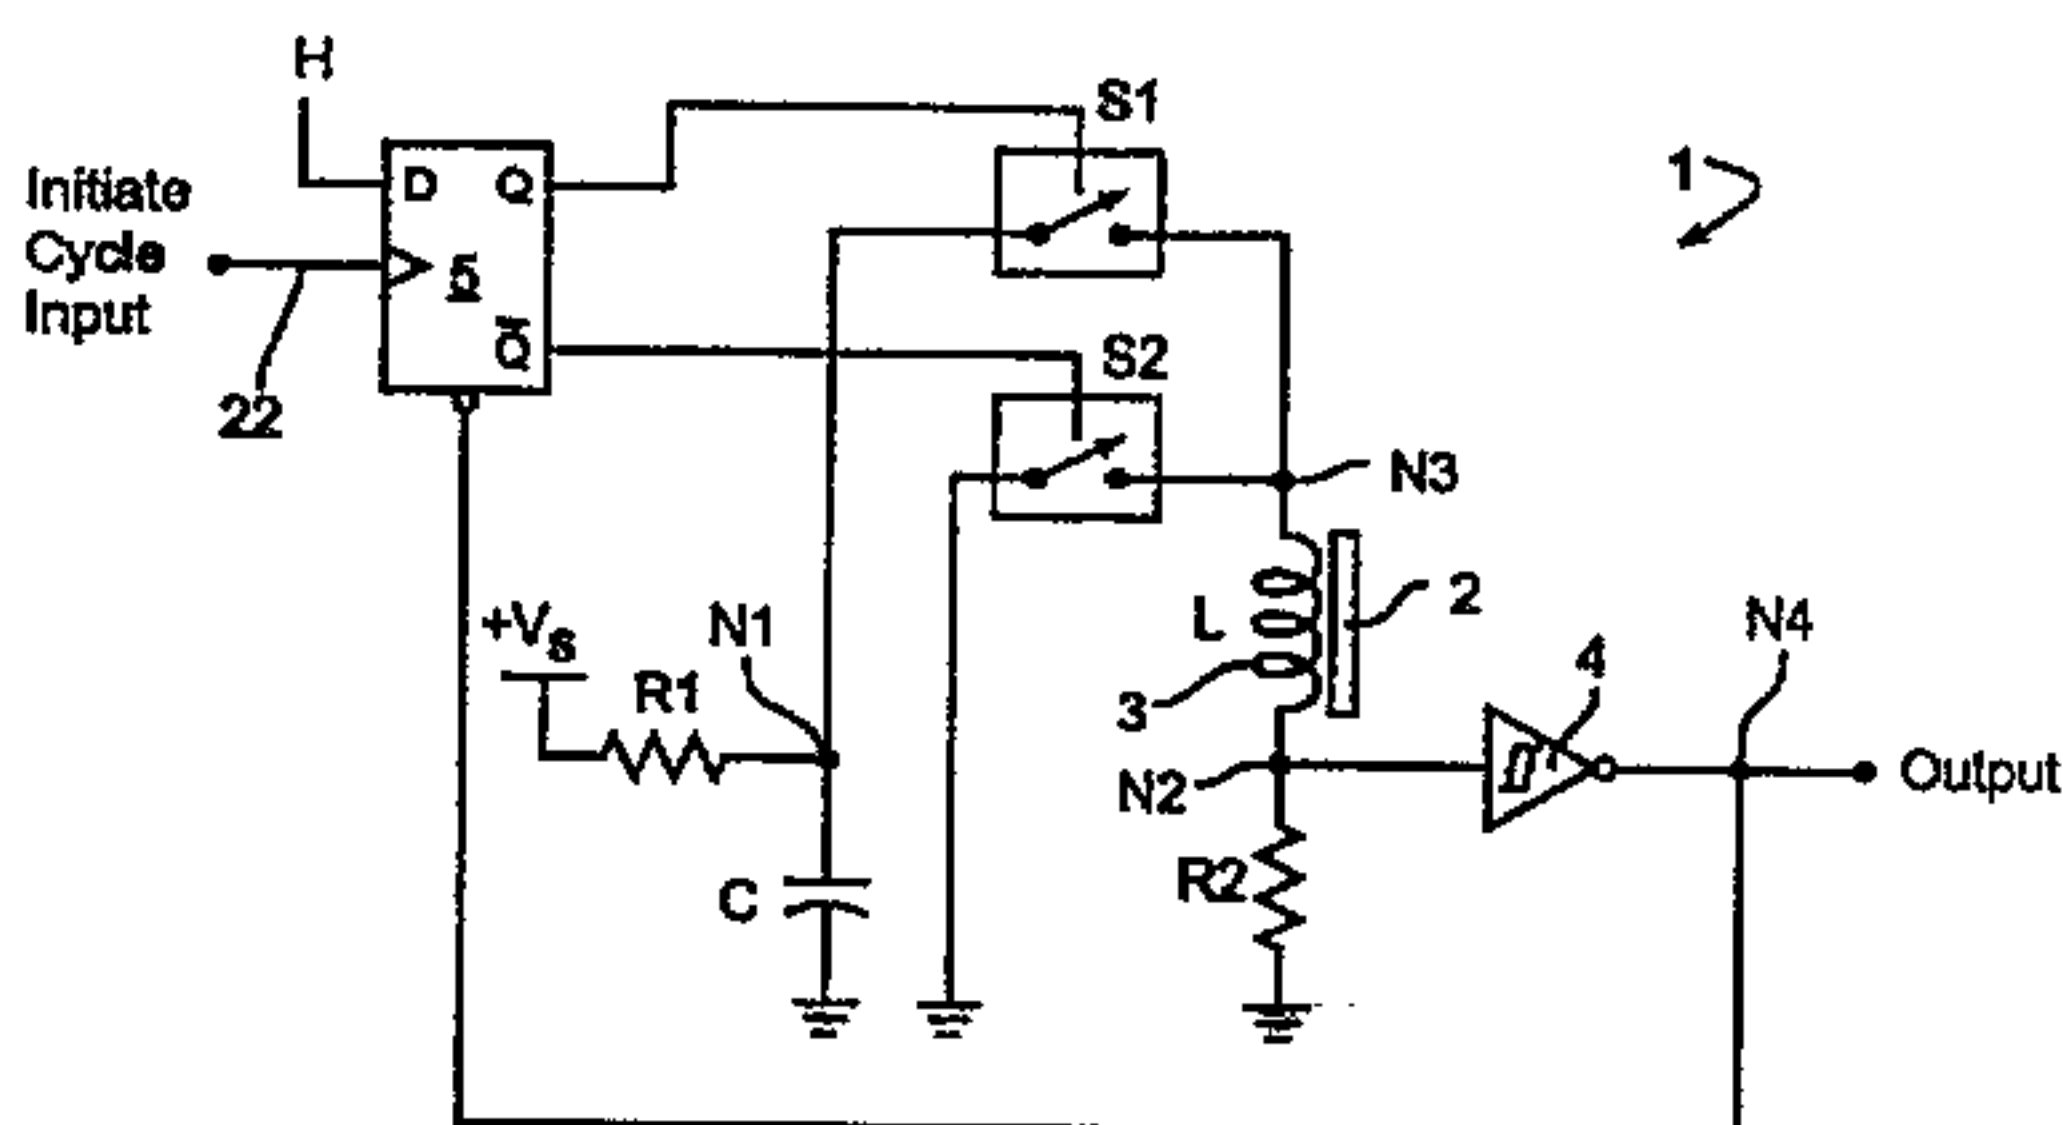 H
S1
1
D Q
Initiate
Cycle
Input
5
Q̅
22
S2
N3
+Vs
N1
R1
L
2
3
4
N4
N2
Output
C
R2